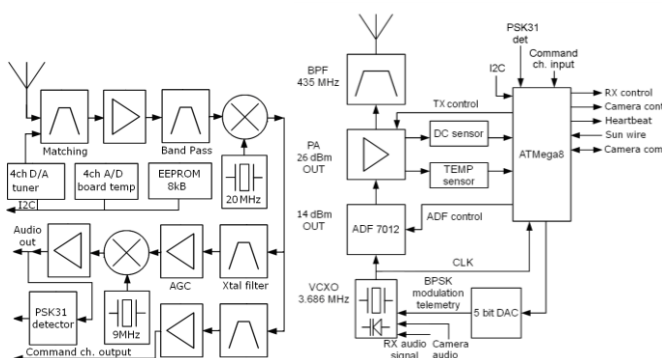 Matching
Band Pass
4ch D/A
tuner
4ch A/D
board temp
EEPROM
8kB
20MHz
I2C
Audio
out
AGC
Xtal filter
PSK31
detector
9MHz
Command ch. output
BPF
435 MHz
PA
26 dBm
OUT
14 dBm
OUT
VCXO
3.686 MHz
ADF 7012
TX control
DC sensor
TEMP
sensor
ADF control
CLK
BPSK
modulation
telemetry
5 bit DAC
RX audio
signal
Camera
audio
PSK31
det
Command
ch. input
I2C
ATMega8
RX control
Camera cont
Heartbeat
Sun wire
Camera com